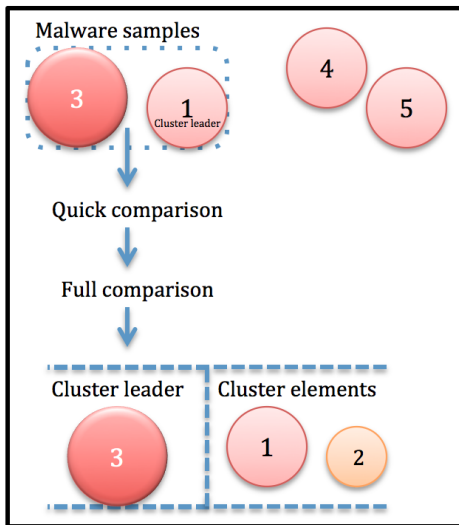 Malware samples
3
1
Cluster leader
4
5
Quick comparison
Full comparison
Cluster leader
Cluster elements
3
1
2